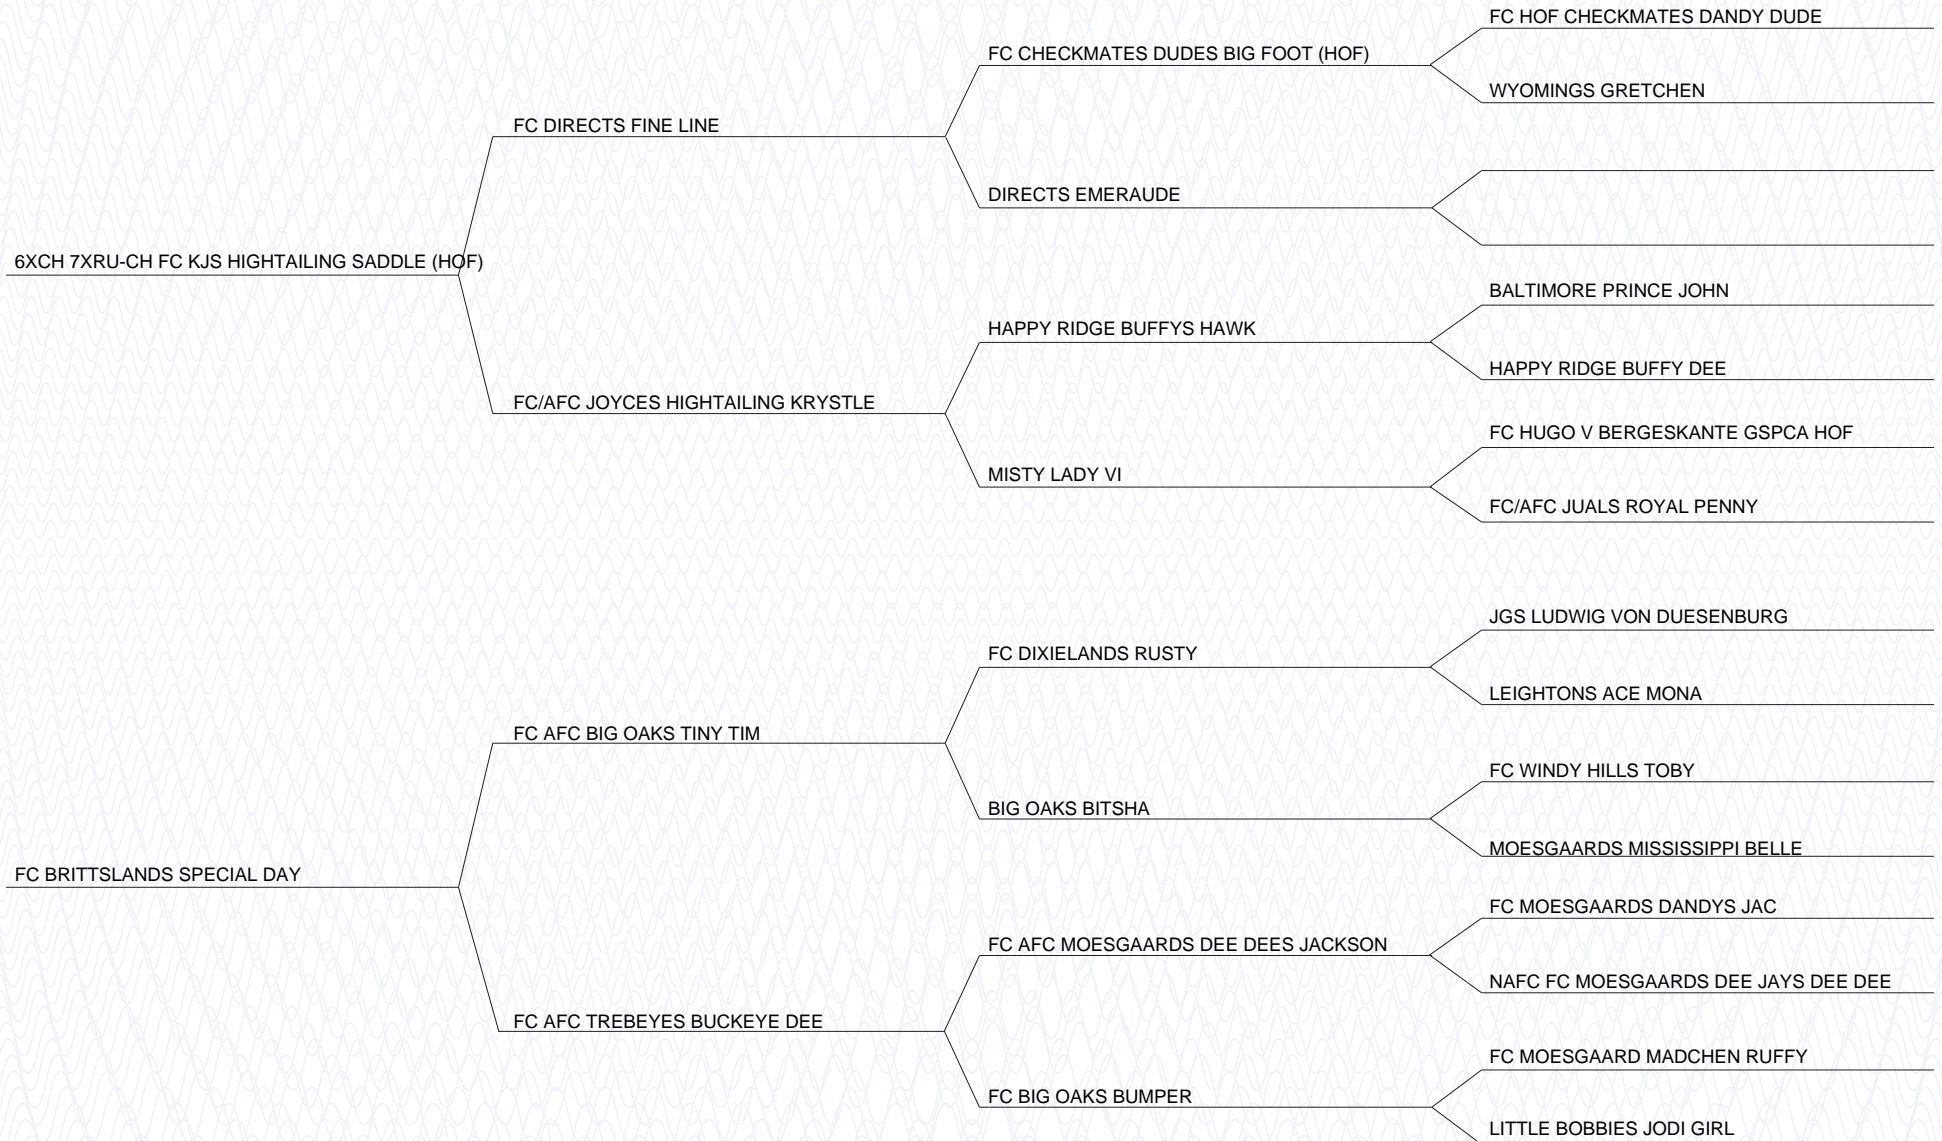 FC HOF CHECKMATES DANDY DUDE
FC CHECKMATES DUDES BIG FOOT (HOF)
WYOMINGS GRETCHEN
FC DIRECTS FINE LINE
DIRECTS EMERAUDE
6XCH 7XRU-CH FC KJS HIGHTAILING SADDLE (HOF)
BALTIMORE PRINCE JOHN
HAPPY RIDGE BUFFYS HAWK
HAPPY RIDGE BUFFY DEE
FC/AFC JOYCES HIGHTAILING KRYSTLE
FC HUGO V BERGESKANTE GSPCA HOF
MISTY LADY VI
FC/AFC JUALS ROYAL PENNY
JGS LUDWIG VON DUESENBURG
FC DIXIELANDS RUSTY
LEIGHTONS ACE MONA
FC AFC BIG OAKS TINY TIM
FC WINDY HILLS TOBY
BIG OAKS BITSHA
MOESGAARDS MISSISSIPPI BELLE
FC BRITTSLANDS SPECIAL DAY
FC MOESGAARDS DANDYS JAC
FC AFC MOESGAARDS DEE DEES JACKSON
NAFC FC MOESGAARDS DEE JAYS DEE DEE
FC AFC TREBEYES BUCKEYE DEE
FC MOESGAARD MADCHEN RUFFY
FC BIG OAKS BUMPER
LITTLE BOBBIES JODI GIRL